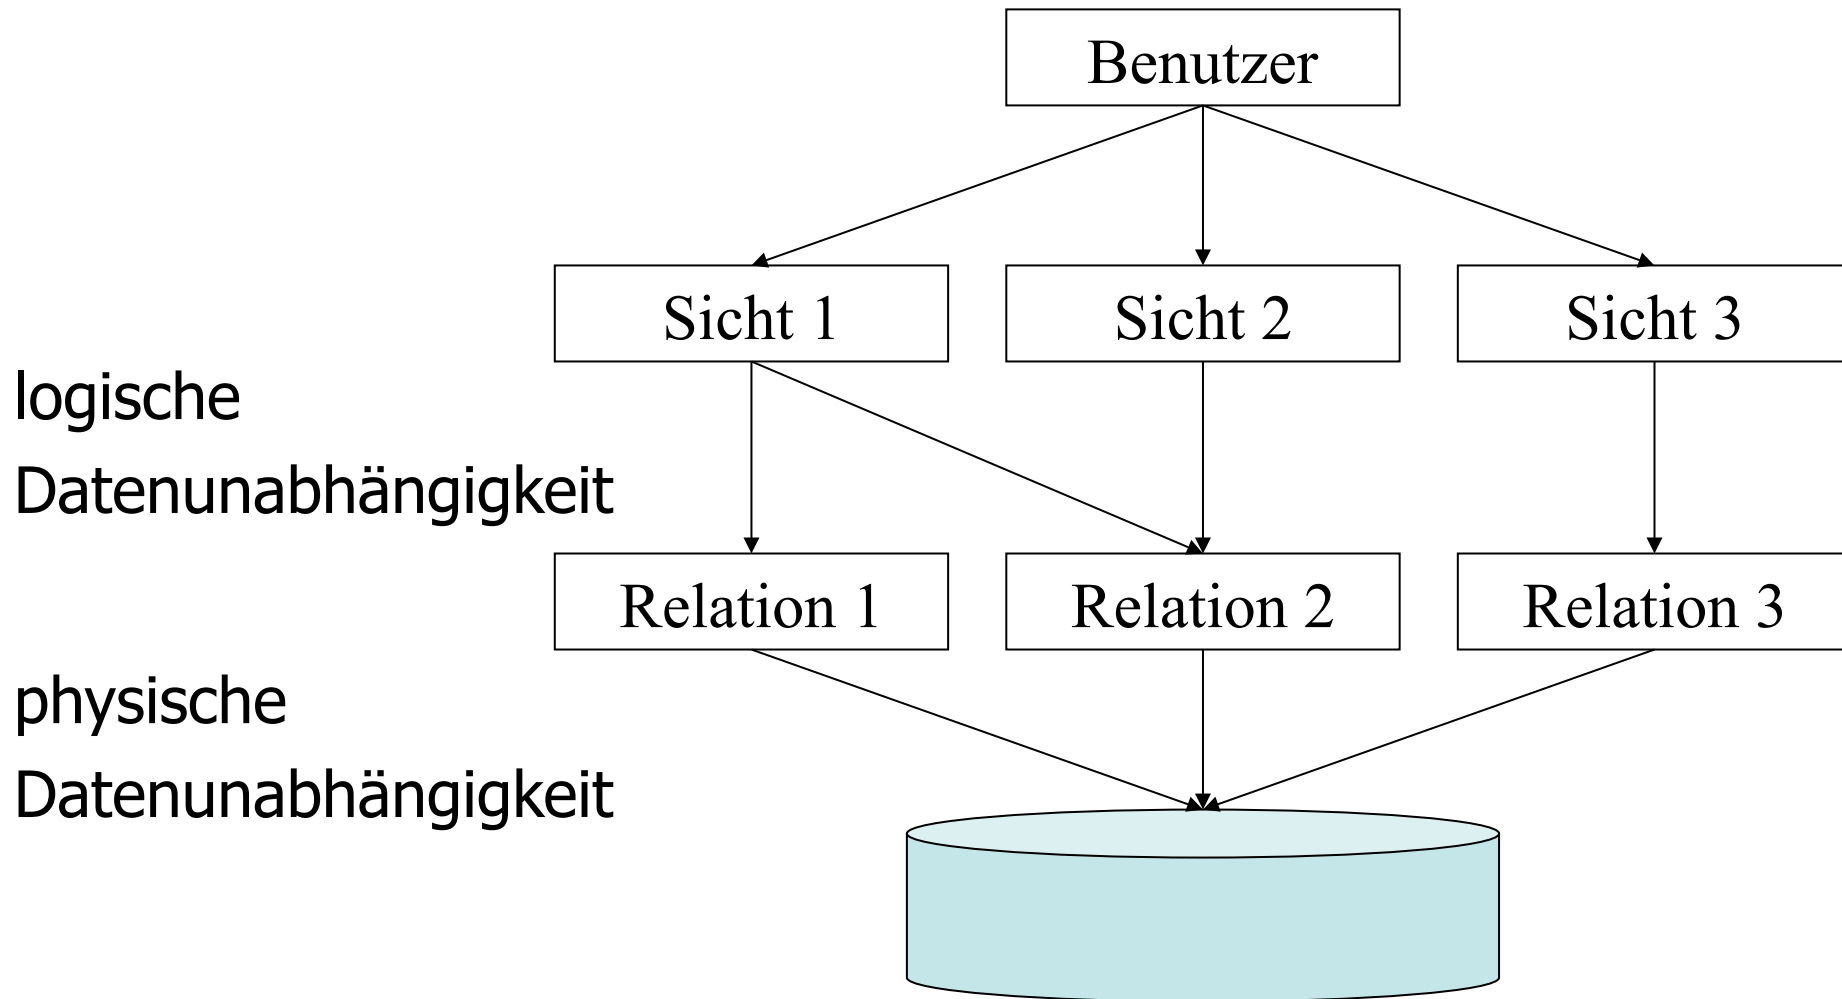 Benutzer
Sicht 1
Sicht 2
Sicht 3
logische
Datenunabhängigkeit
Relation 1
Relation 2
Relation 3
physische
Datenunabhängigkeit